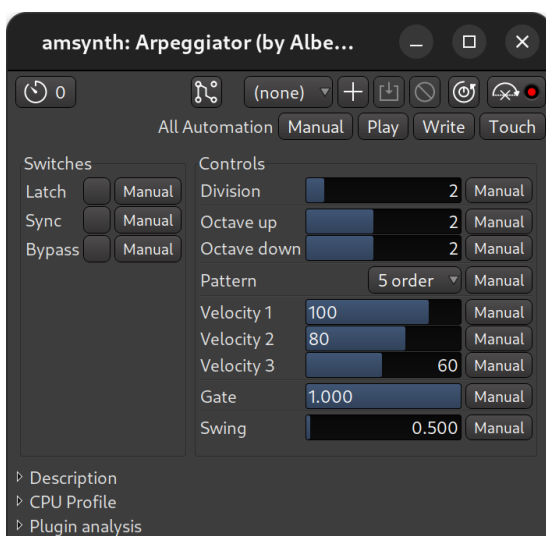 amsynth: Arpeggiator (by Albe...
0 (none)
All Automation Manual Play Write Touch
Switches
Latch Manual
Sync Manual
Bypass Manual
Controls
Division 2 Manual
Octave up 2 Manual
Octave down 2 Manual
Pattern 5 order Manual
Velocity 1 100 Manual
Velocity 2 80 Manual
Velocity 3 60 Manual
Gate 1.000 Manual
Swing 0.500 Manual
Description
CPU Profile
Plugin analysis